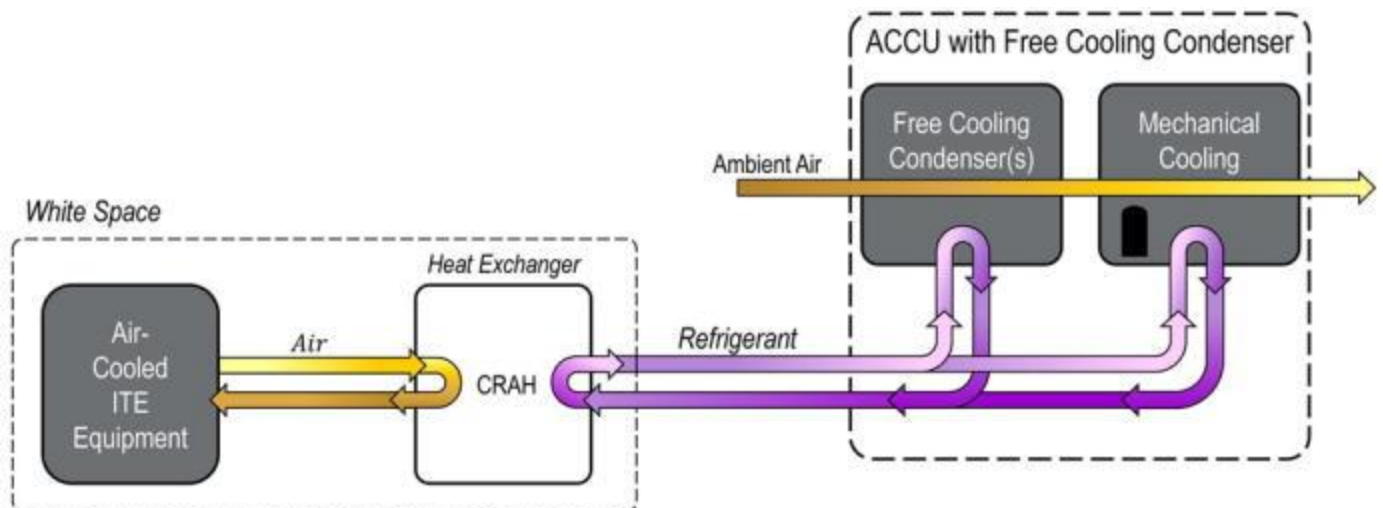 ACCU with Free Cooling Condenser
Free Cooling
Condenser(s)
Mechanical
Cooling
Ambient Air
White Space
Heat Exchanger
Air-
Cooled
ITE
Equipment
Air
CRAH
Refrigerant